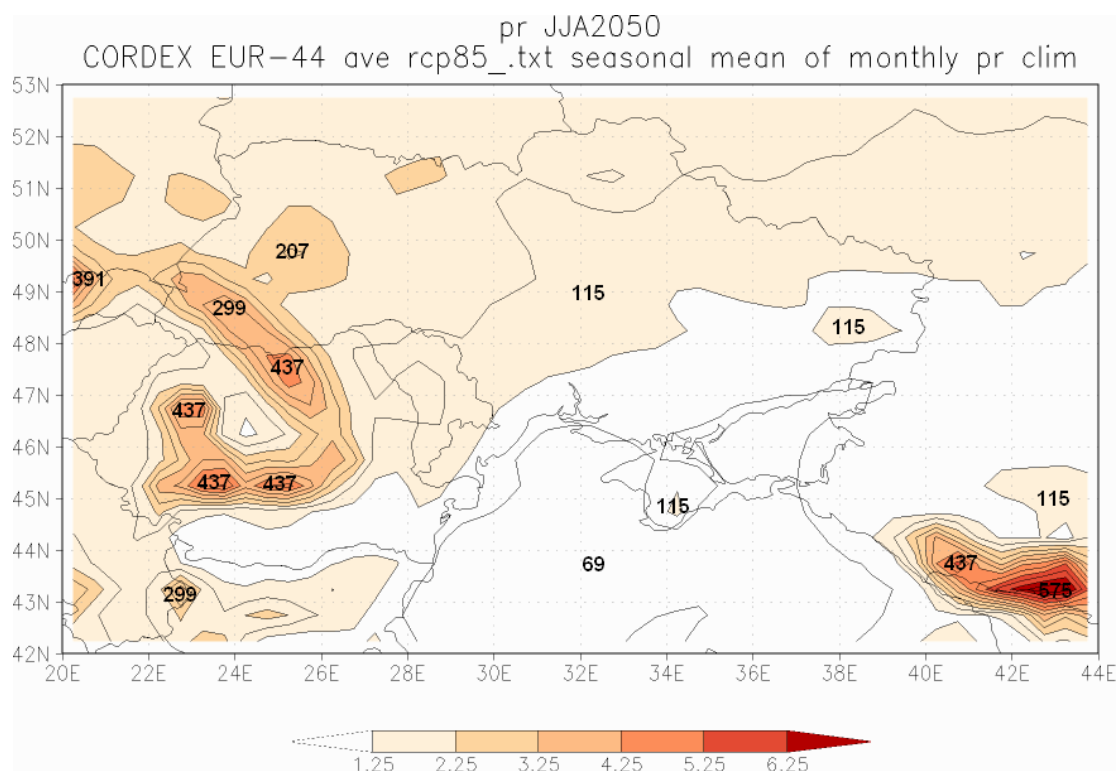 pr JJA2050
CORDEX EUR-44 ave rcp85_.txt seasonal mean of monthly pr clim
53N
52N
51N
50N
207
391
49N
299
115
48N
115
437
47N
437
46N
437
437
45N
115
115
44N
69
437
299
43N
575
42N
20E 22E 24E 26E 28E 30E 32E 34E 36E 38E 40E 42E 44E
1.25 2.25 3.25 4.25 5.25 6.25